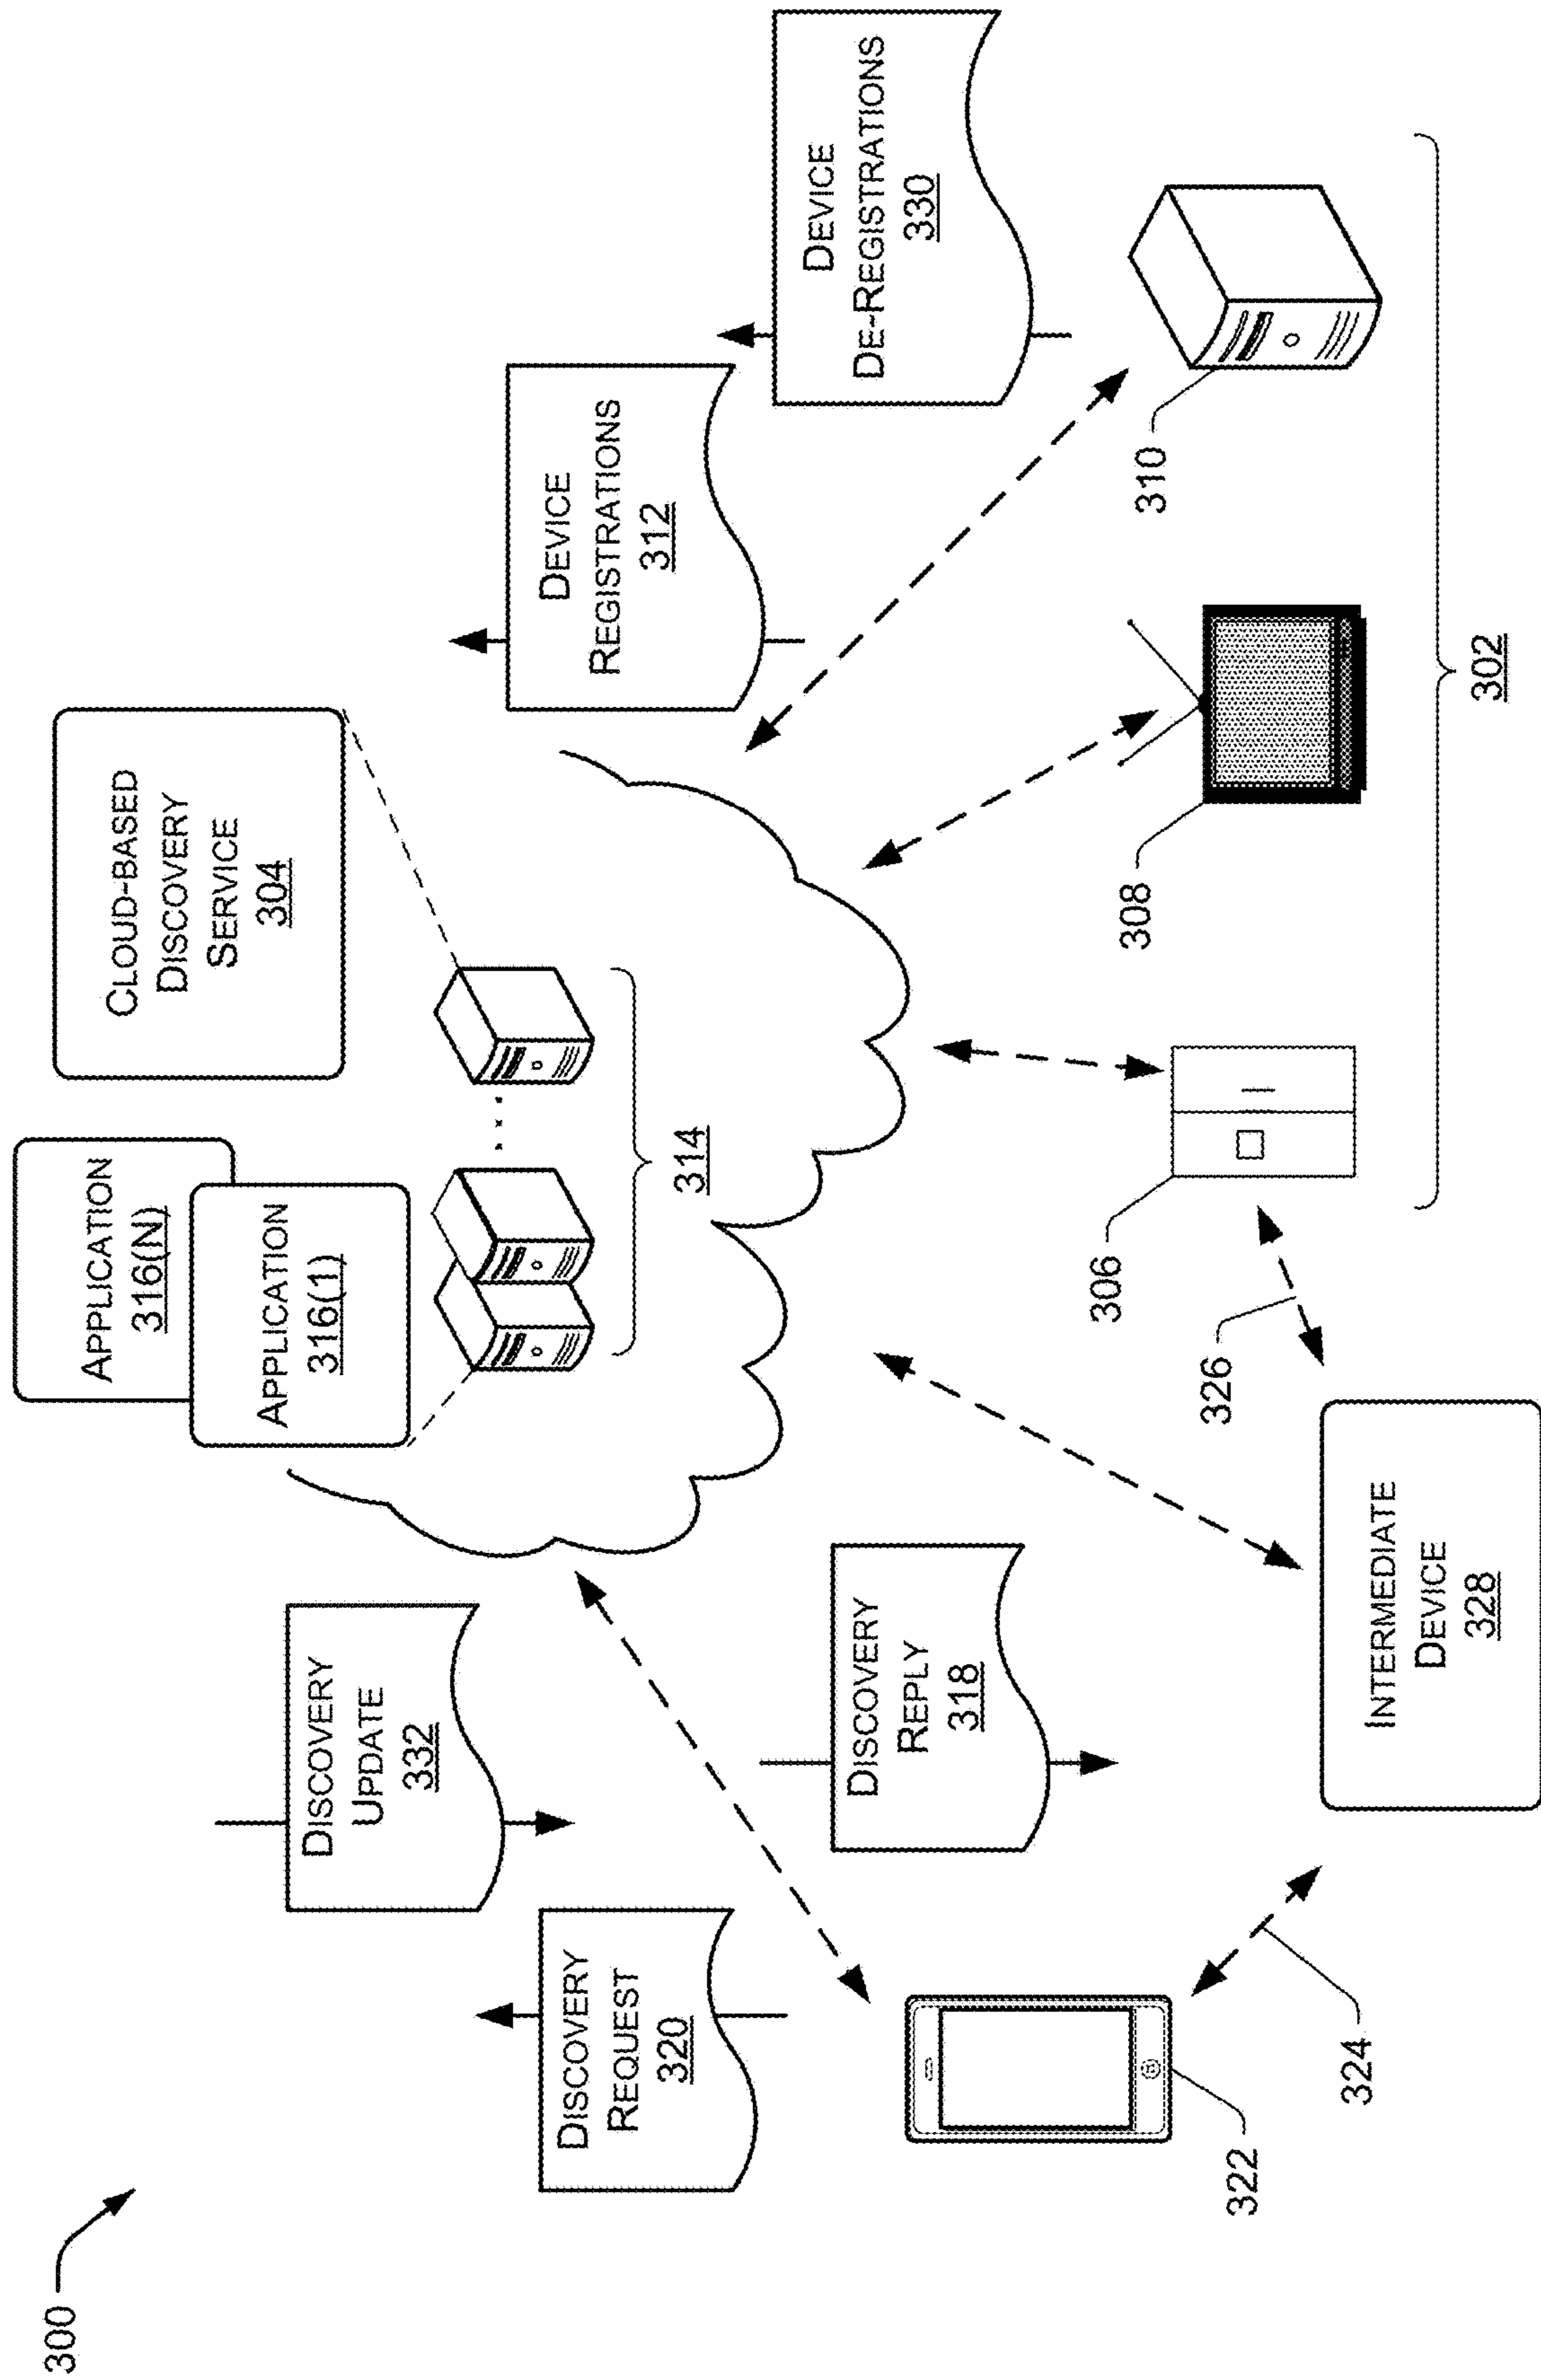 300
APPLICATION
316(N)
APPLICATION
316(1)
CLOUD-BASED
DISCOVERY
SERVICE
304
314
DISCOVERY
UPDATE
332
DISCOVERY
REQUEST
320
DEVICE
REGISTRATIONS
312
DEVICE
DE-REGISTRATIONS
330
DISCOVERY
REPLY
318
322
324
INTERMEDIATE
DEVICE
328
326
306
308
310
302